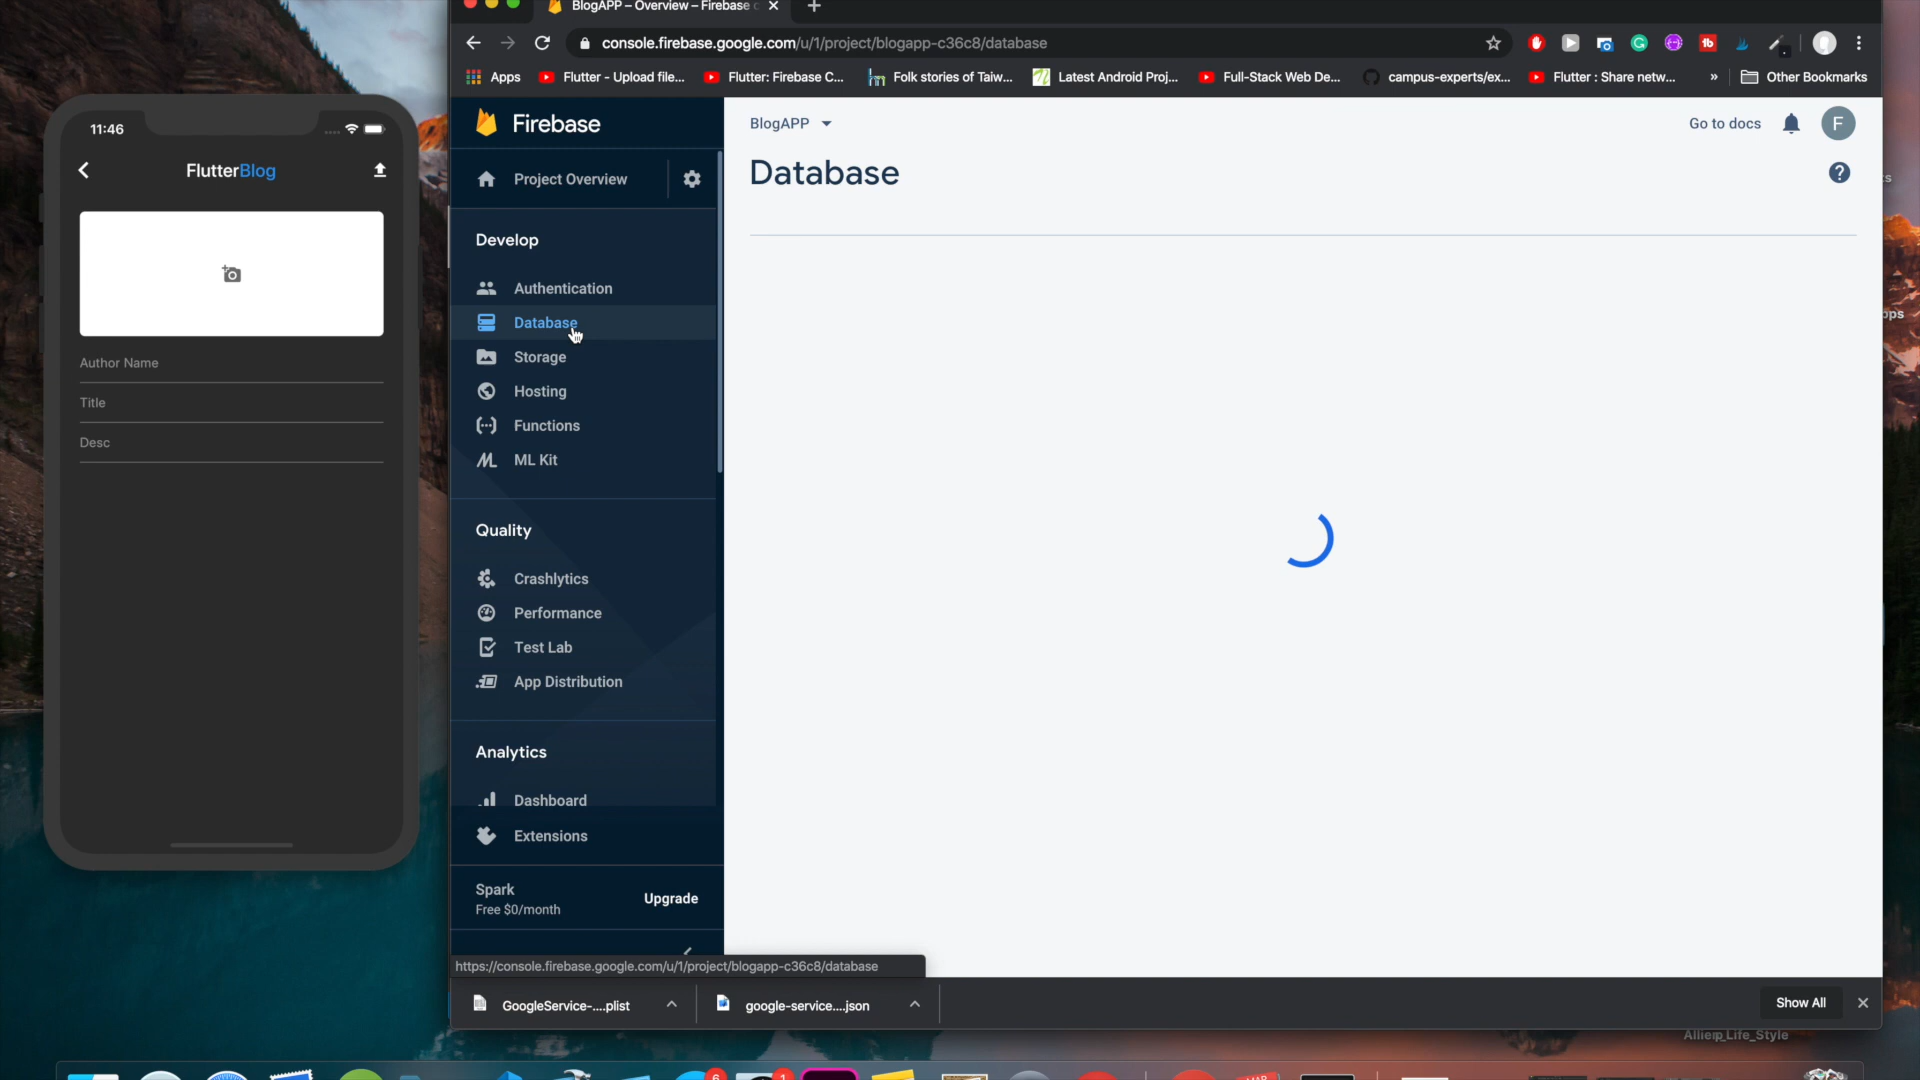 BlogAPP – Overview – Firebase c
console.firebase.google.com/u/1/project/blogapp-c36c8/database
Apps
Flutter - Upload file...
Flutter: Firebase C...
Folk stories of Taiw...
Latest Android Proj...
Full-Stack Web De...
campus-experts/ex...
Flutter : Share netw...
»
Other Bookmarks
11:46
FlutterBlog
Author Name
Title
Desc
Firebase
Project Overview
Develop
Authentication
Database
Storage
Hosting
Functions
ML Kit
Quality
Crashlytics
Performance
Test Lab
App Distribution
Analytics
Dashboard
Extensions
Spark
Free $0/month
Upgrade
BlogAPP
Go to docs
F
Database
https://console.firebase.google.com/u/1/project/blogapp-c36c8/database
GoogleService-....plist
google-service....json
Show All